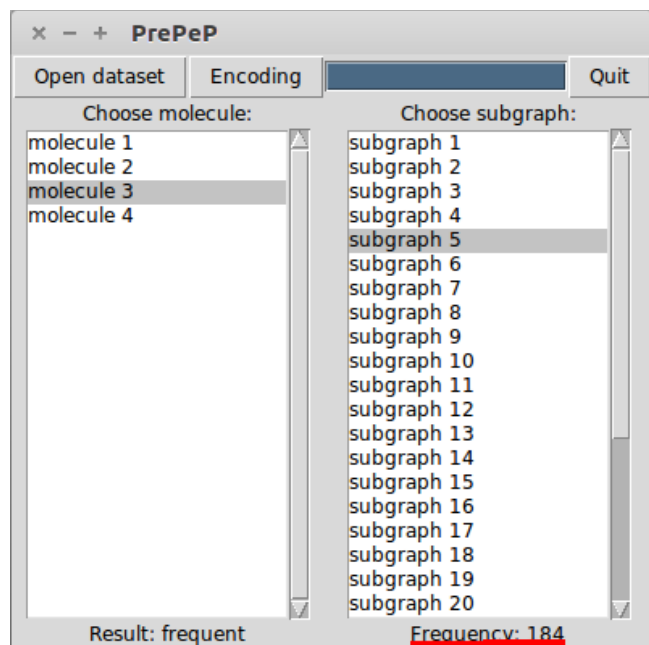 PrePeP
Open dataset Encoding Quit
Choose molecule:
molecule 1
molecule 2
molecule 3
molecule 4
Result: frequent
Choose subgraph:
subgraph 1
subgraph 2
subgraph 3
subgraph 4
subgraph 5
subgraph 6
subgraph 7
subgraph 8
subgraph 9
subgraph 10
subgraph 11
subgraph 12
subgraph 13
subgraph 14
subgraph 15
subgraph 16
subgraph 17
subgraph 18
subgraph 19
subgraph 20
Frequency: 184